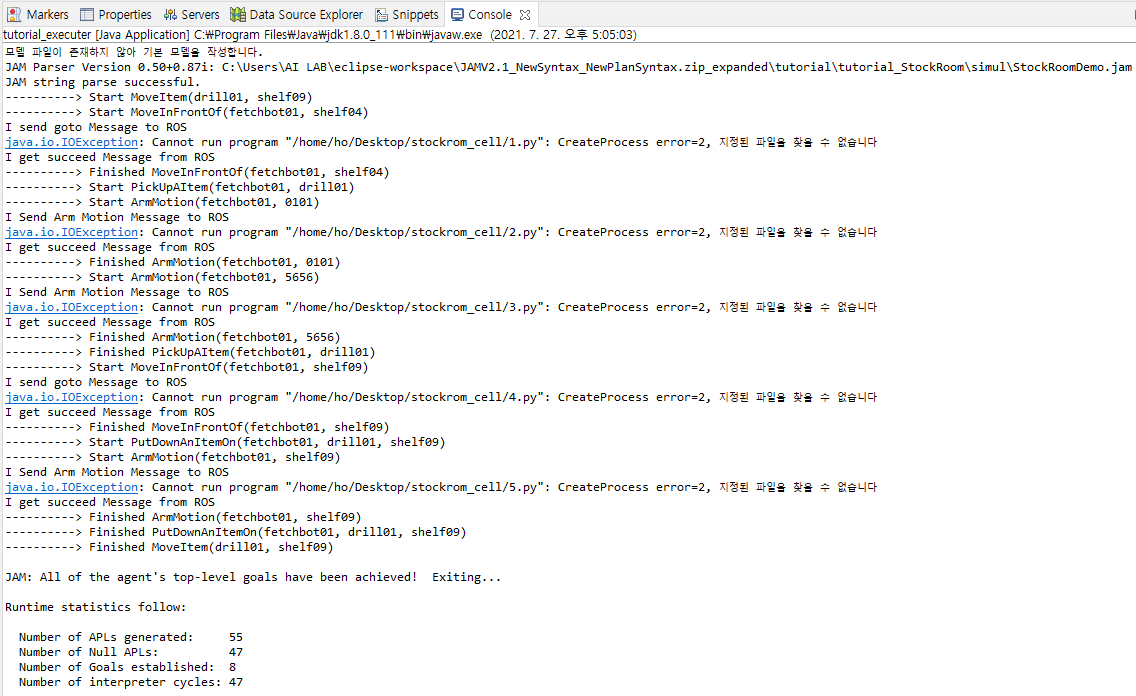 Markers Properties Servers Data Source Explorer Snippets Console
tutorial_executer [Java Application] C:₩Program Files₩Java₩jdk1.8.0_111₩bin₩javaw.exe (2021. 7. 27. 오후 5:05:03)
모델 파일이 존재하지 않아 기본 모델을 작성합니다.
JAM Parser Version 0.50+0.87i: C:\Users\AI LAB\eclipse-workspace\JAMV2.1_NewSyntax_NewPlanSyntax.zip_expanded\tutorial\tutorial_StockRoom\simul\StockRoomDemo.jam
JAM string parse successful.
----------> Start MoveItem(drill01, shelf09)
----------> Start MoveInFrontOf(fetchbot01, shelf04)
I send goto Message to ROS
java.io.IOException: Cannot run program "/home/ho/Desktop/stockrom_cell/1.py": CreateProcess error=2, 지정된 파일을 찾을 수 없습니다
I get succeed Message from ROS
----------> Finished MoveInFrontOf(fetchbot01, shelf04)
----------> Start PickUpAItem(fetchbot01, drill01)
----------> Start ArmMotion(fetchbot01, 0101)
I Send Arm Motion Message to ROS
java.io.IOException: Cannot run program "/home/ho/Desktop/stockrom_cell/2.py": CreateProcess error=2, 지정된 파일을 찾을 수 없습니다
I get succeed Message from ROS
----------> Finished ArmMotion(fetchbot01, 0101)
----------> Start ArmMotion(fetchbot01, 5656)
I Send Arm Motion Message to ROS
java.io.IOException: Cannot run program "/home/ho/Desktop/stockrom_cell/3.py": CreateProcess error=2, 지정된 파일을 찾을 수 없습니다
I get succeed Message from ROS
----------> Finished ArmMotion(fetchbot01, 5656)
----------> Finished PickUpAItem(fetchbot01, drill01)
----------> Start MoveInFrontOf(fetchbot01, shelf09)
I send goto Message to ROS
java.io.IOException: Cannot run program "/home/ho/Desktop/stockrom_cell/4.py": CreateProcess error=2, 지정된 파일을 찾을 수 없습니다
I get succeed Message from ROS
----------> Finished MoveInFrontOf(fetchbot01, shelf09)
----------> Start PutDownAnItemOn(fetchbot01, drill01, shelf09)
----------> Start ArmMotion(fetchbot01, shelf09)
I Send Arm Motion Message to ROS
java.io.IOException: Cannot run program "/home/ho/Desktop/stockrom_cell/5.py": CreateProcess error=2, 지정된 파일을 찾을 수 없습니다
I get succeed Message from ROS
----------> Finished ArmMotion(fetchbot01, shelf09)
----------> Finished PutDownAnItemOn(fetchbot01, drill01, shelf09)
----------> Finished MoveItem(drill01, shelf09)
JAM: All of the agent's top-level goals have been achieved!  Exiting...
Runtime statistics follow:
Number of APLs generated: 55
Number of Null APLs: 47
Number of Goals established: 8
Number of interpreter cycles: 47